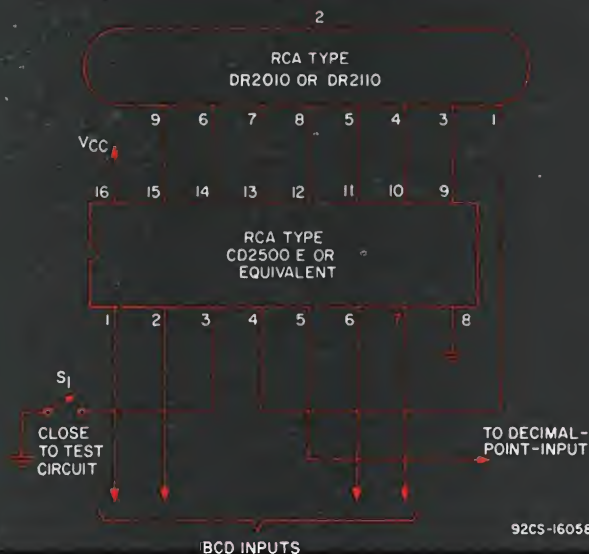 2
RCA TYPE
DR2010 OR DR2110
9 6 7 8 5 4 3 1
VCC
16 15 14 13 12 11 10 9
RCA TYPE
CD2500 E OR
EQUIVALENT
1 2 3 4 5 6 7 8
S1
CLOSE
TO TEST
CIRCUIT
TO DECIMAL-
POINT-INPUT
92CS-16058
BCD INPUTS